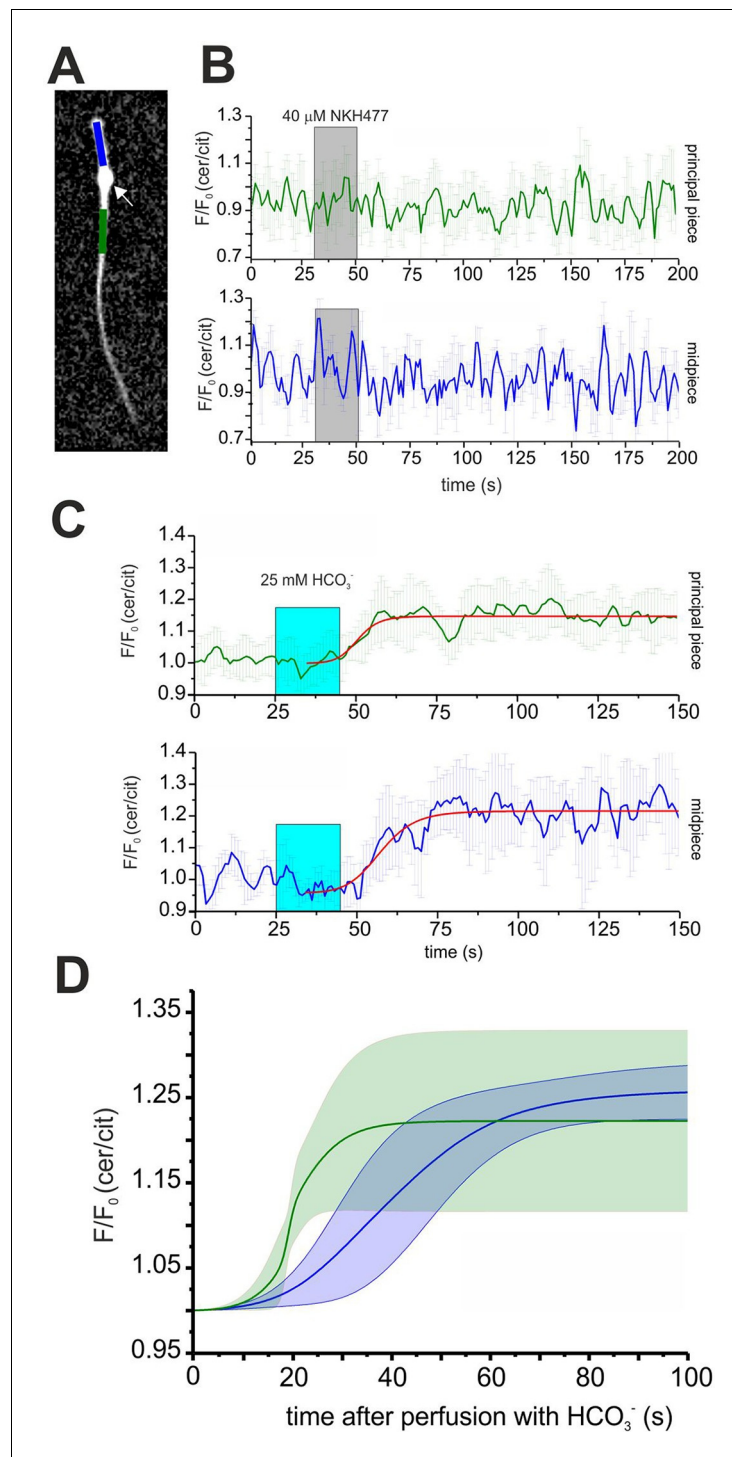 A
B
40 μM NKH477
1.3
1.1
0.9
0.7
F/F₀ (cer/cit)
principal piece
0 25 50 75 100 125 150 175 200
1.3
1.1
0.9
0.7
F/F₀ (cer/cit)
midpiece
0 25 50 75 100 125 150 175 200
time (s)
C
25 mM HCO₃⁻
1.4
1.3
1.2
1.1
1.0
0.9
F/F₀ (cer/cit)
principal piece
0 25 50 75 100 125 150
1.4
1.3
1.2
1.1
1.0
0.9
F/F₀ (cer/cit)
midpiece
0 25 50 75 100 125 150
time (s)
D
1.35
1.25
1.15
1.05
0.95
F/F₀ (cer/cit)
0 20 40 60 80 100
time after perfusion with HCO₃⁻ (s)